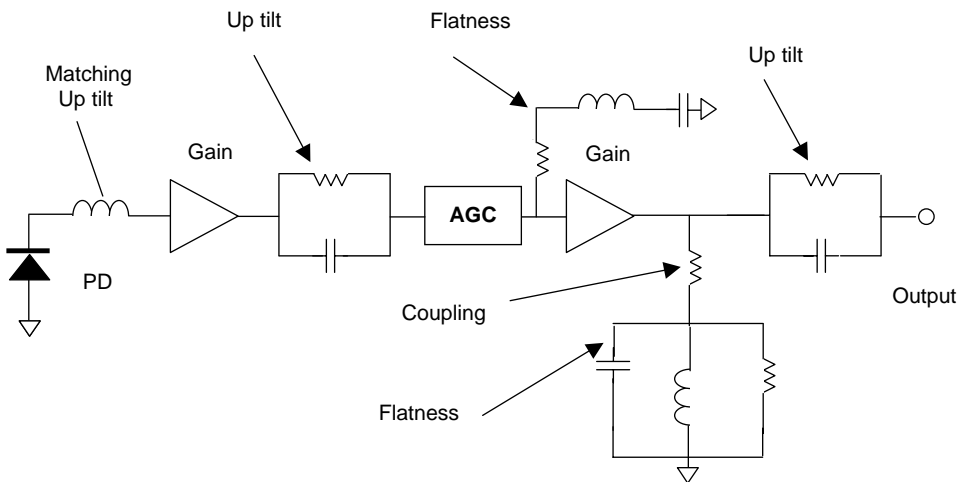 Up tilt
Flatness
Up tilt
Matching
Up tilt
Gain
Gain
AGC
PD
Coupling
Output
Flatness